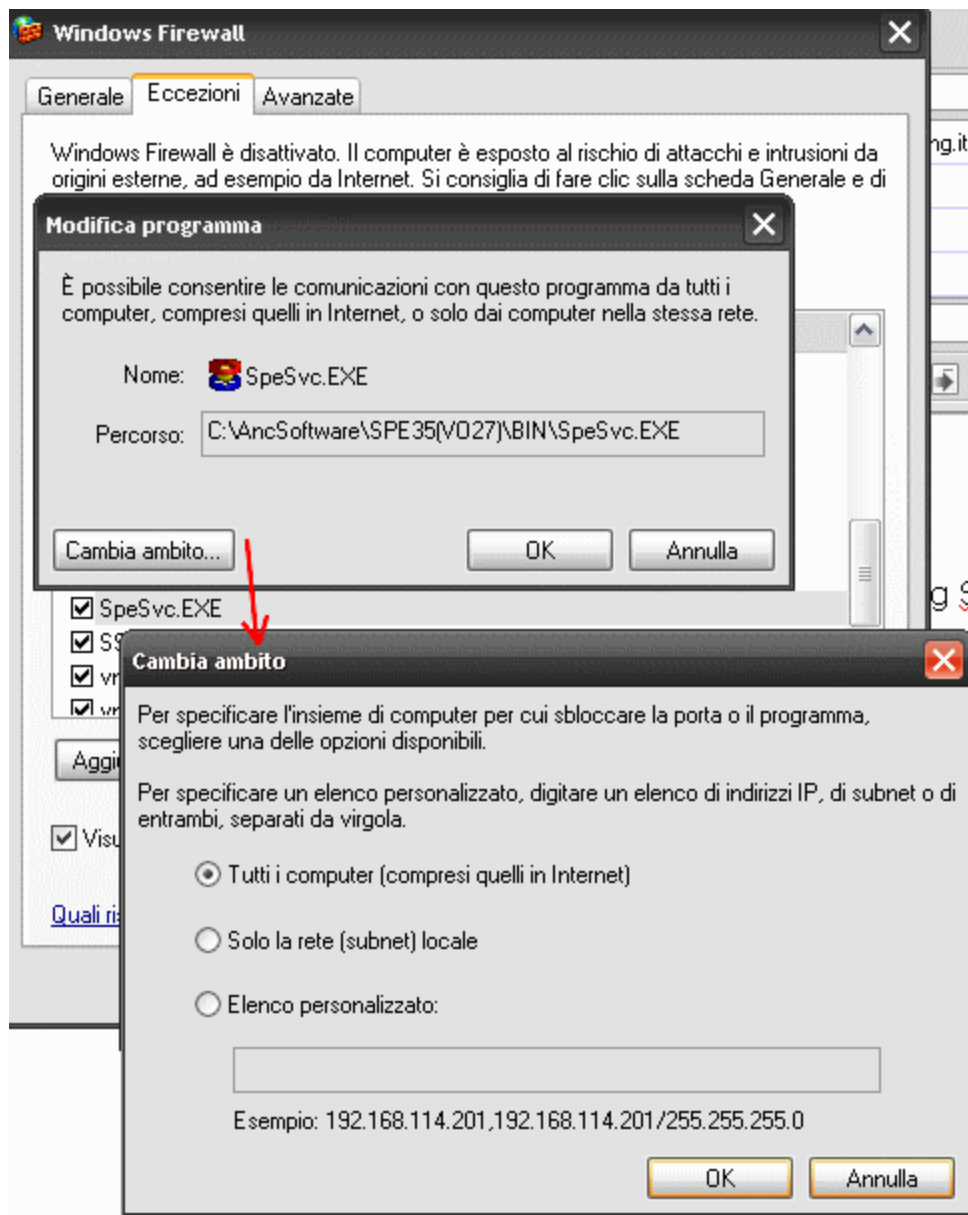 Windows Firewall
Generale Eccezioni Avanzate
Windows Firewall è disattivato. Il computer è esposto al rischio di attacchi e intrusioni da
origini esterne, ad esempio da Internet. Si consiglia di fare clic sulla scheda Generale e di
ng.it
Modifica programma
È possibile consentire le comunicazioni con questo programma da tutti i
computer, compresi quelli in Internet, o solo dai computer nella stessa rete.
Nome: SpeSvc.EXE
Percorso: C:\AncSoftware\SPE35(VO27)\BIN\SpeSvc.EXE
Cambia ambito... OK Annulla
SpeSvc.EXE
g S
Cambia ambito
Per specificare l'insieme di computer per cui sbloccare la porta o il programma,
scegliere una delle opzioni disponibili.
Per specificare un elenco personalizzato, digitare un elenco di indirizzi IP, di subnet o di
entrambi, separati da virgola.
Tutti i computer (compresi quelli in Internet)
Solo la rete (subnet) locale
Elenco personalizzato:
Esempio: 192.168.114.201,192.168.114.201/255.255.255.0
OK Annulla
Aggi
Visu
Quali ri